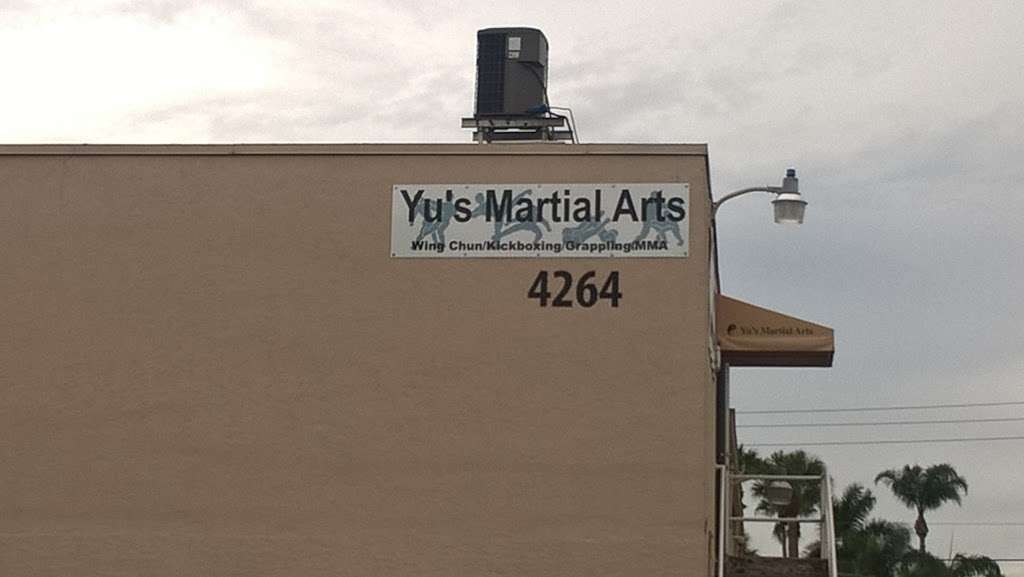 Yu's Martial Arts
Wing Chun/Kickboxing/Grappling/MMA
4264
Yu's Martial Arts